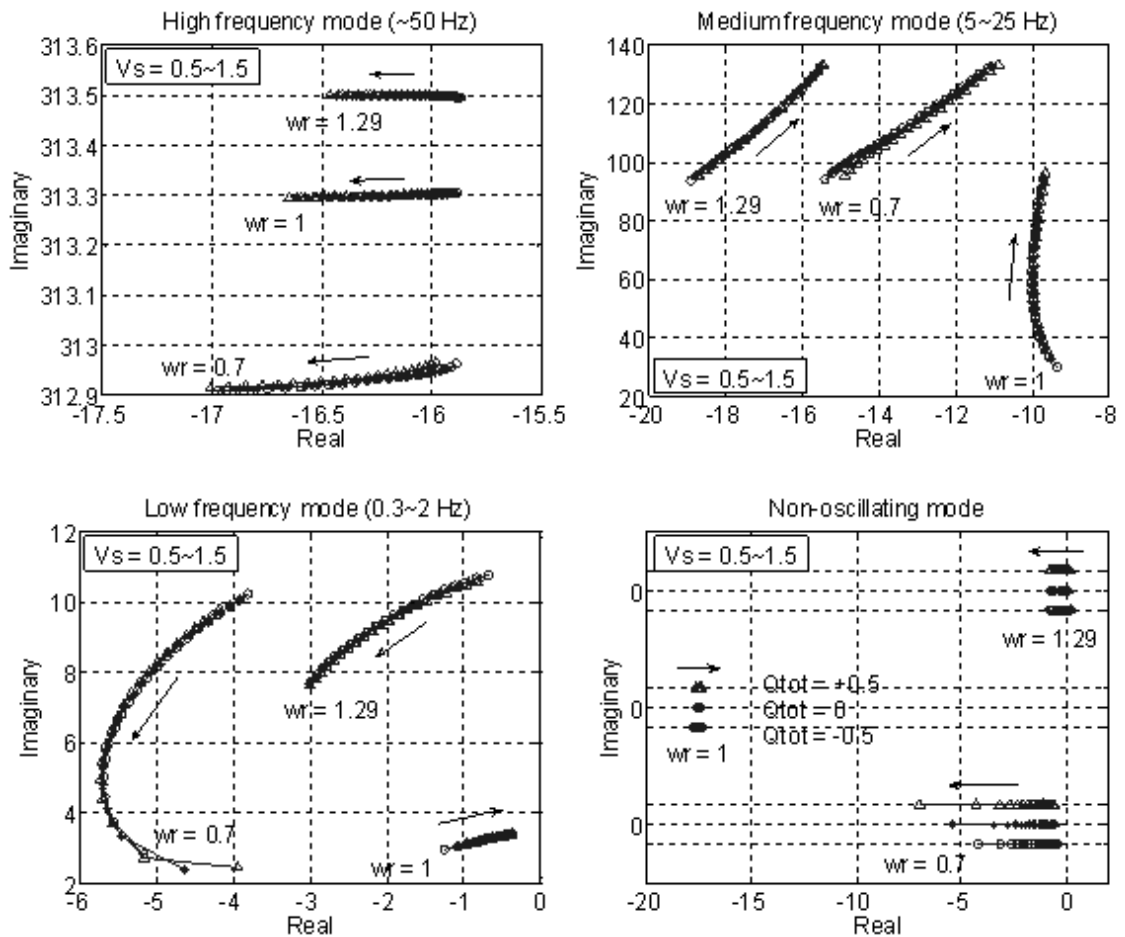 High frequency mode (~50 Hz)
313.6
313.5
313.4
313.3
313.2
313.1
313
312.9
Imaginary
Vs = 0.5~1.5
wr = 1.29
wr = 1
wr = 0.7
-17.5
-17
-16.5
-16
-15.5
Real
Medium frequency mode (5~25 Hz)
140
120
100
80
60
40
20
Imaginary
wr = 1.29
wr = 0.7
wr = 1
Vs = 0.5~1.5
-20
-18
-16
-14
-12
-10
-8
Real
Low frequency mode (0.3~2 Hz)
12
10
8
6
4
2
Imaginary
Vs = 0.5~1.5
wr = 1.29
wr = 0.7
wr = 1
-6
-5
-4
-3
-2
-1
0
Real
Non-oscillating mode
0
0
0
Imaginary
Vs = 0.5~1.5
wr = 1.29
Qtot = +0.5
Qtot = 0
Qtot = -0.5
wr = 1
wr = 0.7
-20
-15
-10
-5
0
Real